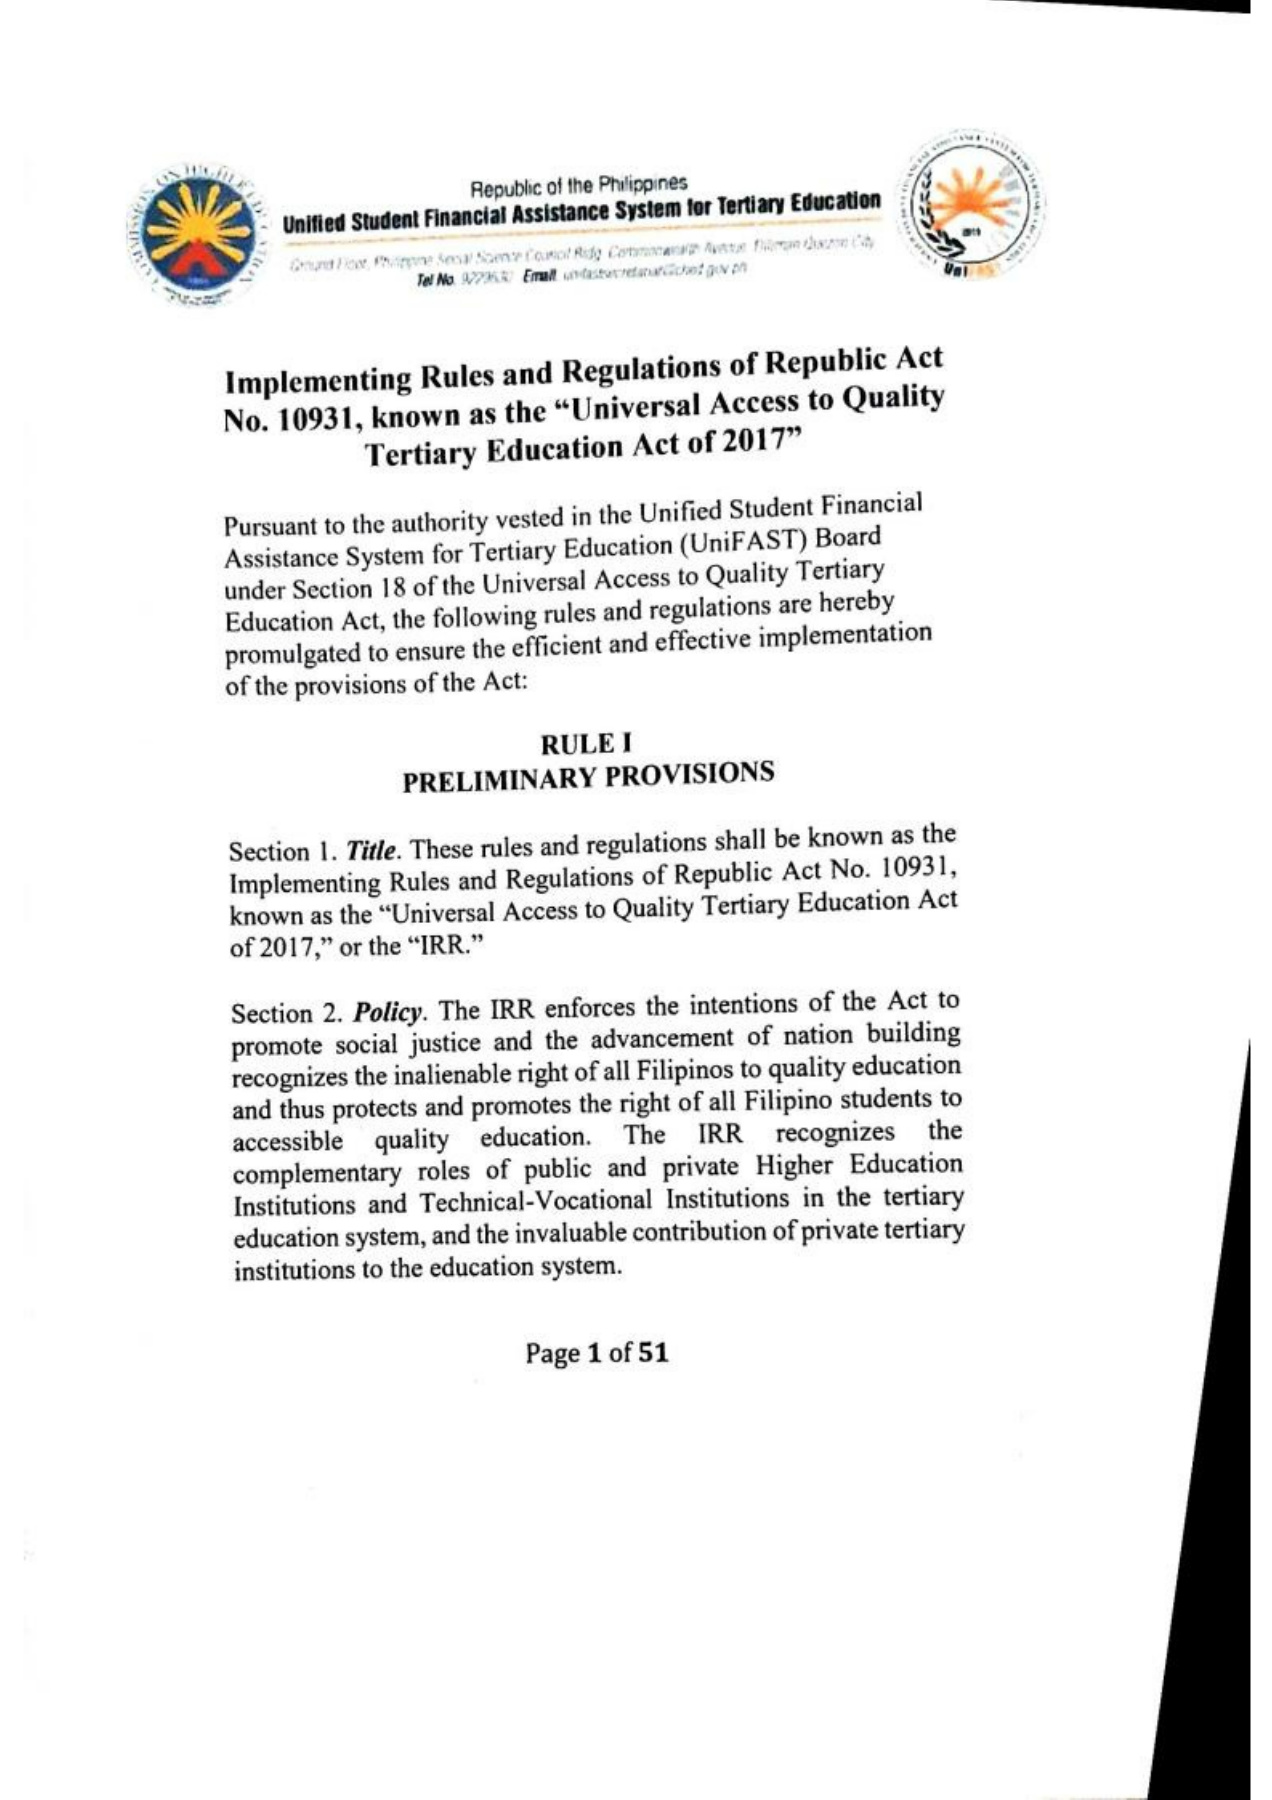 Republic of the Philippines
Unified Student Financial Assistance System for Tertiary Education
Ground Floor, Philippine Social Science Council Bldg. Commonwealth Avenue, Diliman Quezon City
Tel No. Email
2015
UniFAST
Implementing Rules and Regulations of Republic Act
No. 10931, known as the “Universal Access to Quality
Tertiary Education Act of 2017”
Pursuant to the authority vested in the Unified Student Financial
Assistance System for Tertiary Education (UniFAST) Board
under Section 18 of the Universal Access to Quality Tertiary
Education Act, the following rules and regulations are hereby
promulgated to ensure the efficient and effective implementation
of the provisions of the Act:
RULE I
PRELIMINARY PROVISIONS
Section 1. Title. These rules and regulations shall be known as the
Implementing Rules and Regulations of Republic Act No. 10931,
known as the “Universal Access to Quality Tertiary Education Act
of 2017,” or the “IRR.”
Section 2. Policy. The IRR enforces the intentions of the Act to
promote social justice and the advancement of nation building
recognizes the inalienable right of all Filipinos to quality education
and thus protects and promotes the right of all Filipino students to
accessible quality education. The IRR recognizes the
complementary roles of public and private Higher Education
Institutions and Technical-Vocational Institutions in the tertiary
education system, and the invaluable contribution of private tertiary
institutions to the education system.
Page 1 of 51